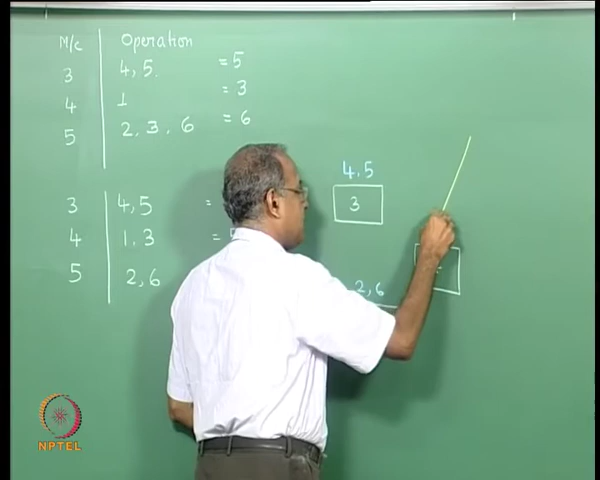 M/c Operation
3 4, 5. = 5
4 1 = 3
5 2, 3, 6 = 6
3 4, 5 =
4 1, 3 =
5 2, 6
4, 5
3
2, 6
NPTEL